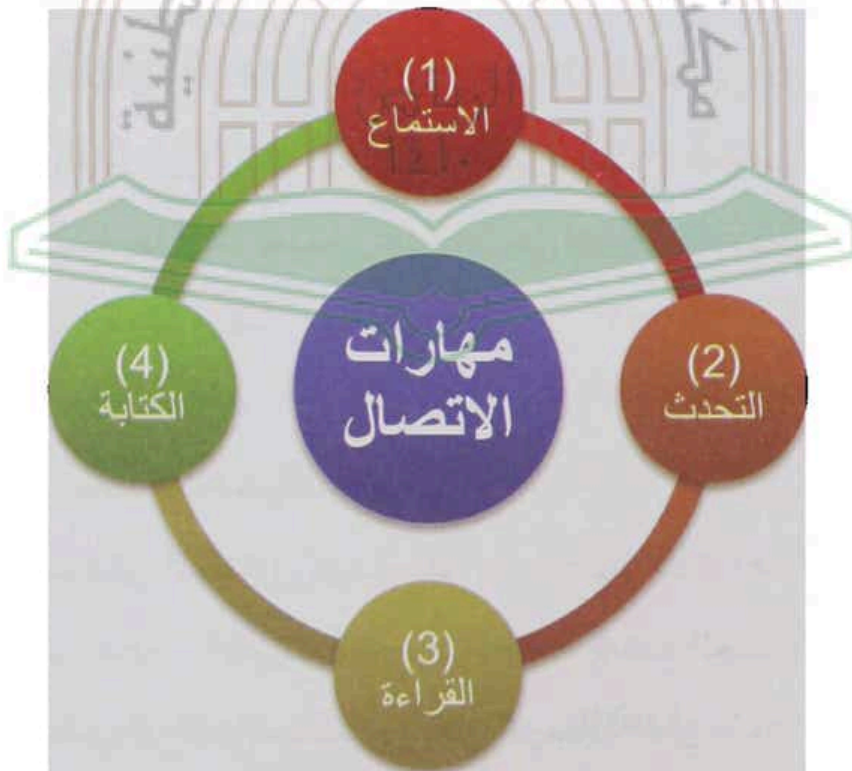 (1)
الاستماع
(2)
التحدث
(3)
القراءة
(4)
الكتابة
مهارات
الاتصال